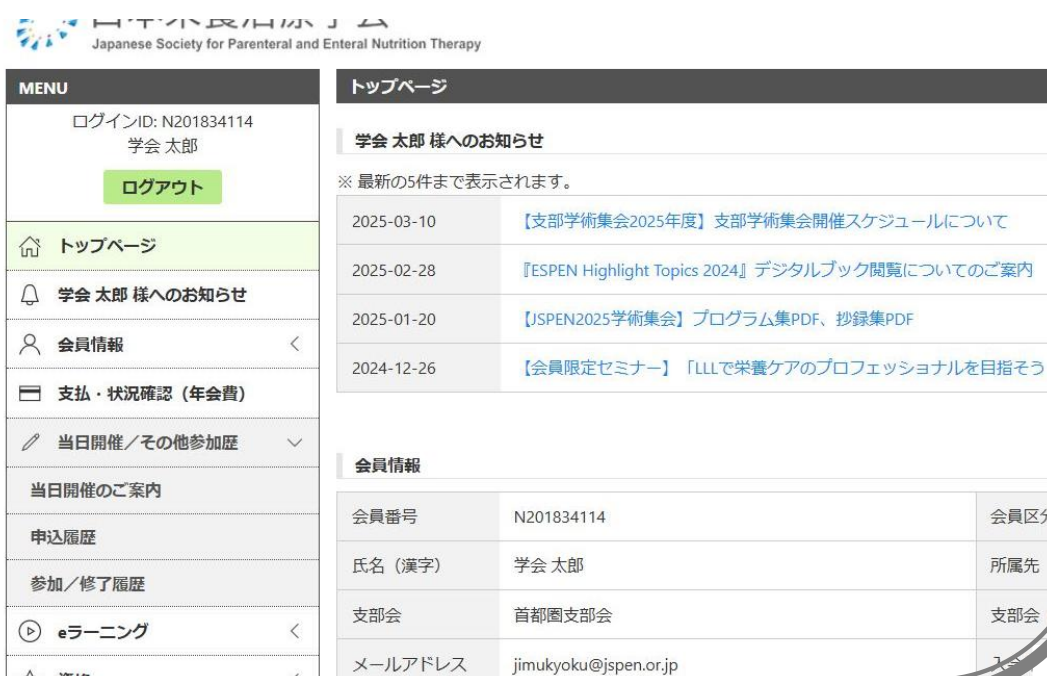 Japanese Society for Parenteral and Enteral Nutrition Therapy
MENU
ログインID: N201834114
学会 太郎
ログアウト
トップページ
学会 太郎 様へのお知らせ
会員情報
支払・状況確認（年会費）
当日開催／その他参加歴
当日開催のご案内
申込履歴
参加／修了履歴
eラーニング
トップページ
学会 太郎 様へのお知らせ
※ 最新の5件まで表示されます。
2025-03-10 【支部学術集会2025年度】支部学術集会開催スケジュールについて
2025-02-28 『ESPEN Highlight Topics 2024』デジタルブック閲覧についてのご案内
2025-01-20 【JSPEN2025学術集会】プログラム集PDF、抄録集PDF
2024-12-26 【会員限定セミナー】「LLLで栄養ケアのプロフェッショナルを目指そう
会員情報
会員番号 N201834114 会員区分
氏名（漢字） 学会 太郎 所属先
支部会 首都圏支部会 支部会
メールアドレス jimukyoku@jspen.or.jp